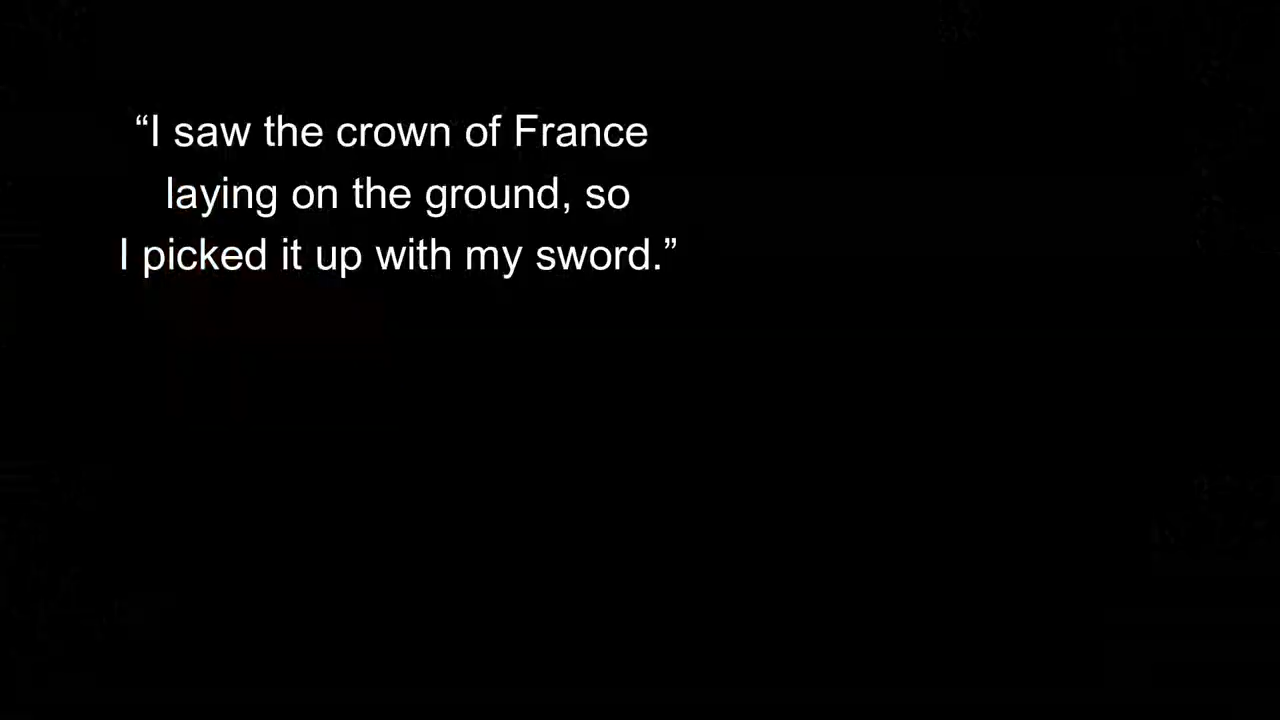 “I saw the crown of France
laying on the ground, so
I picked it up with my sword.”